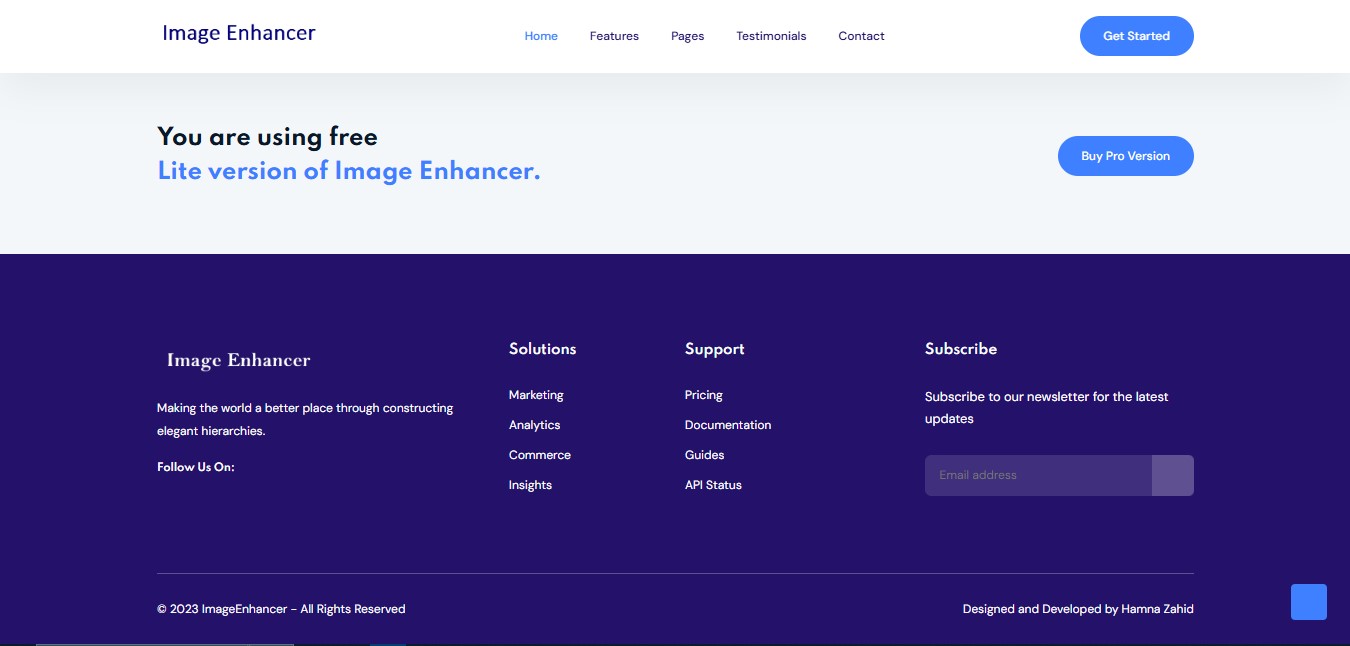 Image Enhancer
Home Features Pages Testimonials Contact
Get Started
You are using free
Lite version of Image Enhancer.
Buy Pro Version
Image Enhancer
Making the world a better place through constructing
elegant hierarchies.
Follow Us On:
Solutions
Marketing
Analytics
Commerce
Insights
Support
Pricing
Documentation
Guides
API Status
Subscribe
Subscribe to our newsletter for the latest
updates
Email address
© 2023 ImageEnhancer - All Rights Reserved
Designed and Developed by Hamna Zahid